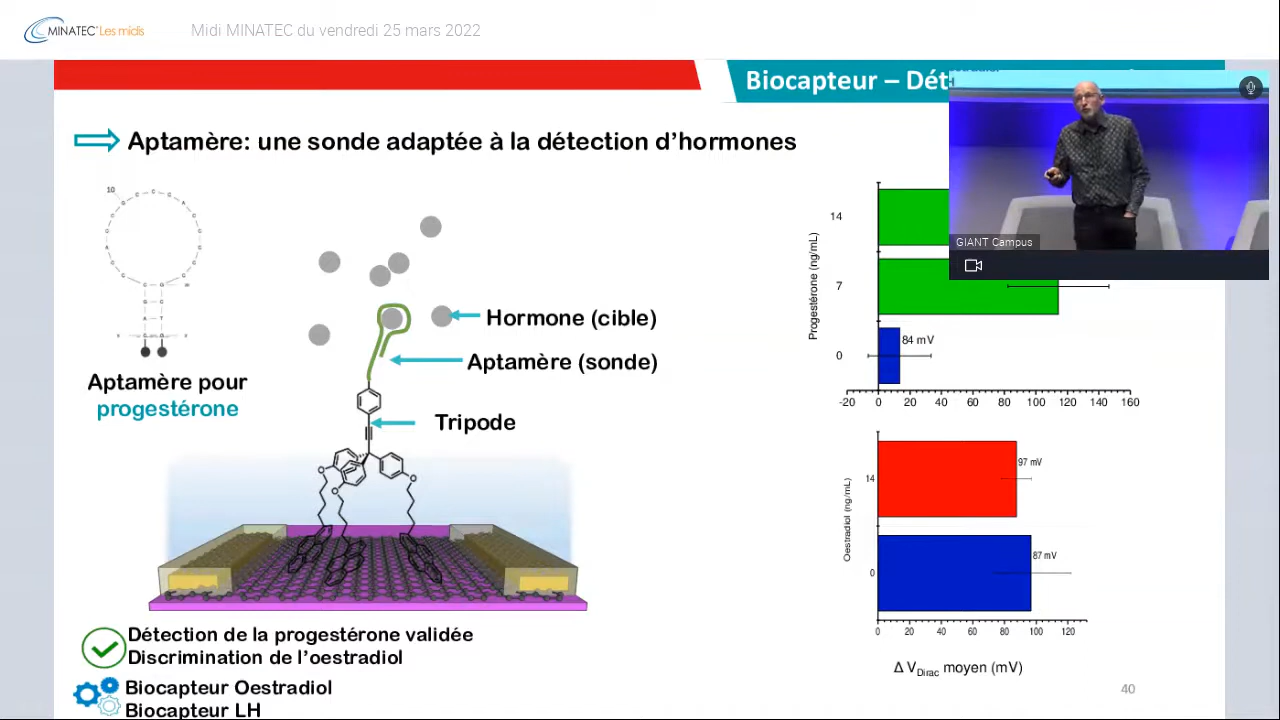 MINATEC Les midis
Midi MINATEC du vendredi 25 mars 2022
Biocapteur – Dét
Aptamère: une sonde adaptée à la détection d’hormones
10
Aptamère pour
progestérone
Hormone (cible)
Aptamère (sonde)
Tripode
Détection de la progestérone validée
Discrimination de l’oestradiol
Biocapteur Oestradiol
Biocapteur LH
GIANT Campus
Progestérone (ng/mL)
14
7
0
84 mV
-20 0 20 40 60 80 100 120 140 160
Oestradiol (ng/mL)
14
0
97 mV
87 mV
0 20 40 60 80 100 120
Δ VDirac moyen (mV)
40